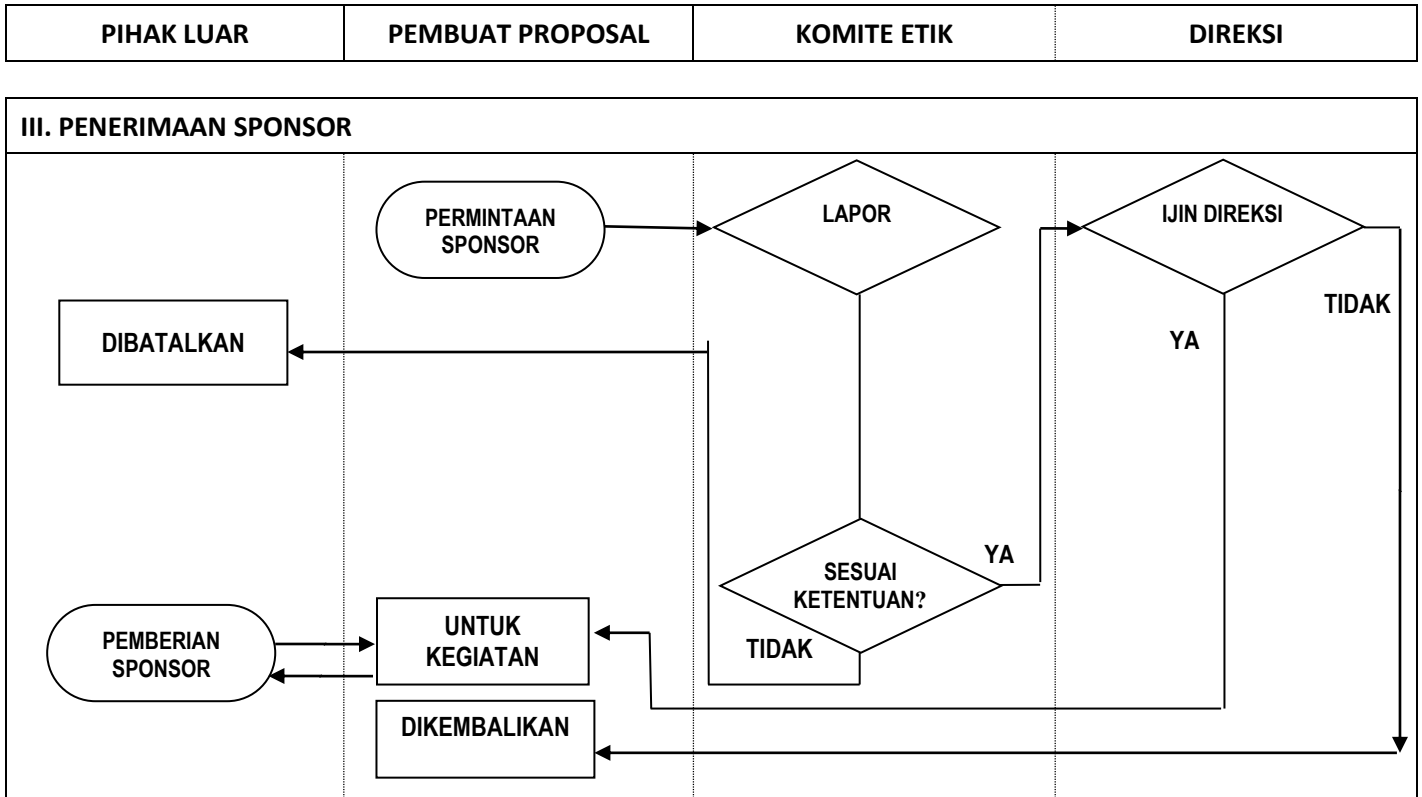 PIHAK LUAR
PEMBUAT PROPOSAL
KOMITE ETIK
DIREKSI
III. PENERIMAAN SPONSOR
PERMINTAAN
SPONSOR
LAPOR
IJIN DIREKSI
TIDAK
DIBATALKAN
YA
SESUAI
KETENTUAN?
YA
TIDAK
PEMBERIAN
SPONSOR
UNTUK
KEGIATAN
DIKEMBALIKAN